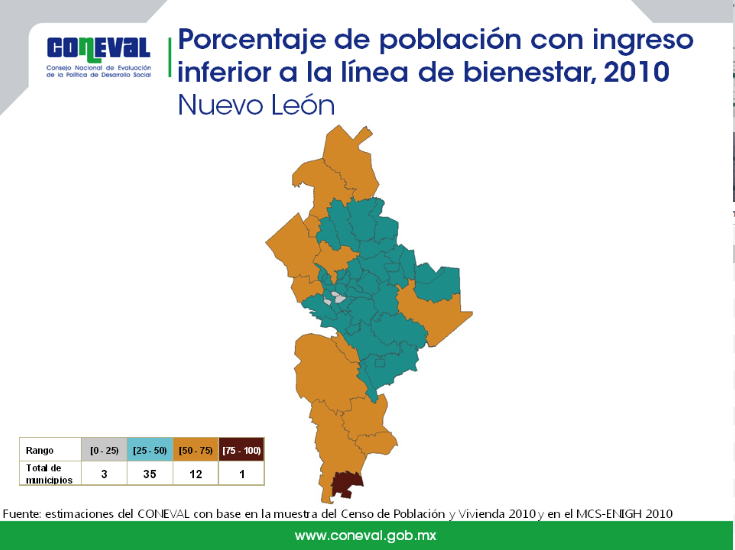 CONEVAL
Consejo Nacional de Evaluación
de la Política de Desarrollo Social
Porcentaje de población con ingreso
inferior a la línea de bienestar, 2010
Nuevo León
Rango [0 - 25) [25 - 50) [50 - 75) [75 - 100)
Total de
municipios 3 35 12 1
Fuente: estimaciones del CONEVAL con base en la muestra del Censo de Población y Vivienda 2010 y en el MCS-ENIGH 2010
www.coneval.gob.mx